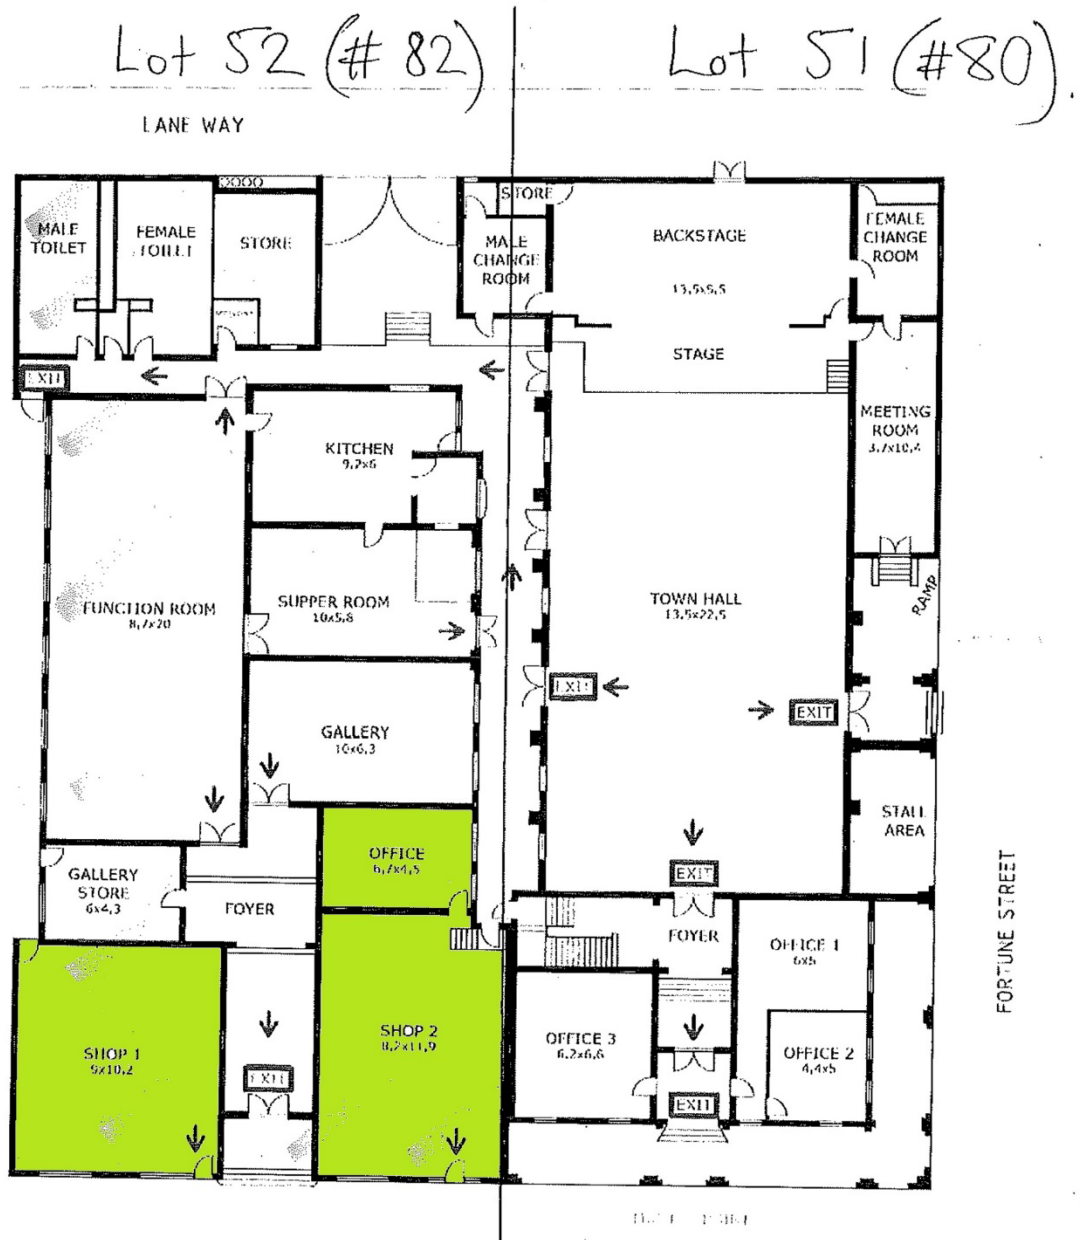 Lot 52 (# 82)
Lot 51 (#80).
LANE WAY
MALE
TOILET
FEMALE
TOILET
STORE
STORE
MALE
CHANGE
ROOM
BACKSTAGE
13,5x5,5
FEMALE
CHANGE
ROOM
STAGE
EXIT
MEETING
ROOM
3,7x10,4
KITCHEN
9,2x6
FUNCTION ROOM
8,7x20
SUPPER ROOM
10x5,8
TOWN HALL
13,5x22,5
RAMP
EXIT
EXIT
GALLERY
10x6,3
STALL
AREA
OFFICE
6,7x4,5
EXIT
GALLERY
STORE
6x4,3
FOYER
FOYER
OFFICE 1
6x5
FORTUNE STREET
SHOP 1
9x10,2
SHOP 2
8,2x11,9
OFFICE 3
6,2x6,6
OFFICE 2
4,4x5
EXIT
EXIT